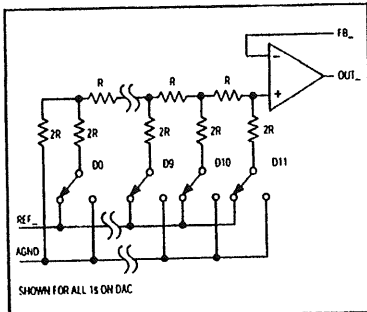 FB_
R
R
R
OUT_
-
+
2R
2R
2R
2R
2R
D0
D9
D10
D11
REF_
AGND
SHOWN FOR ALL 1s ON DAC